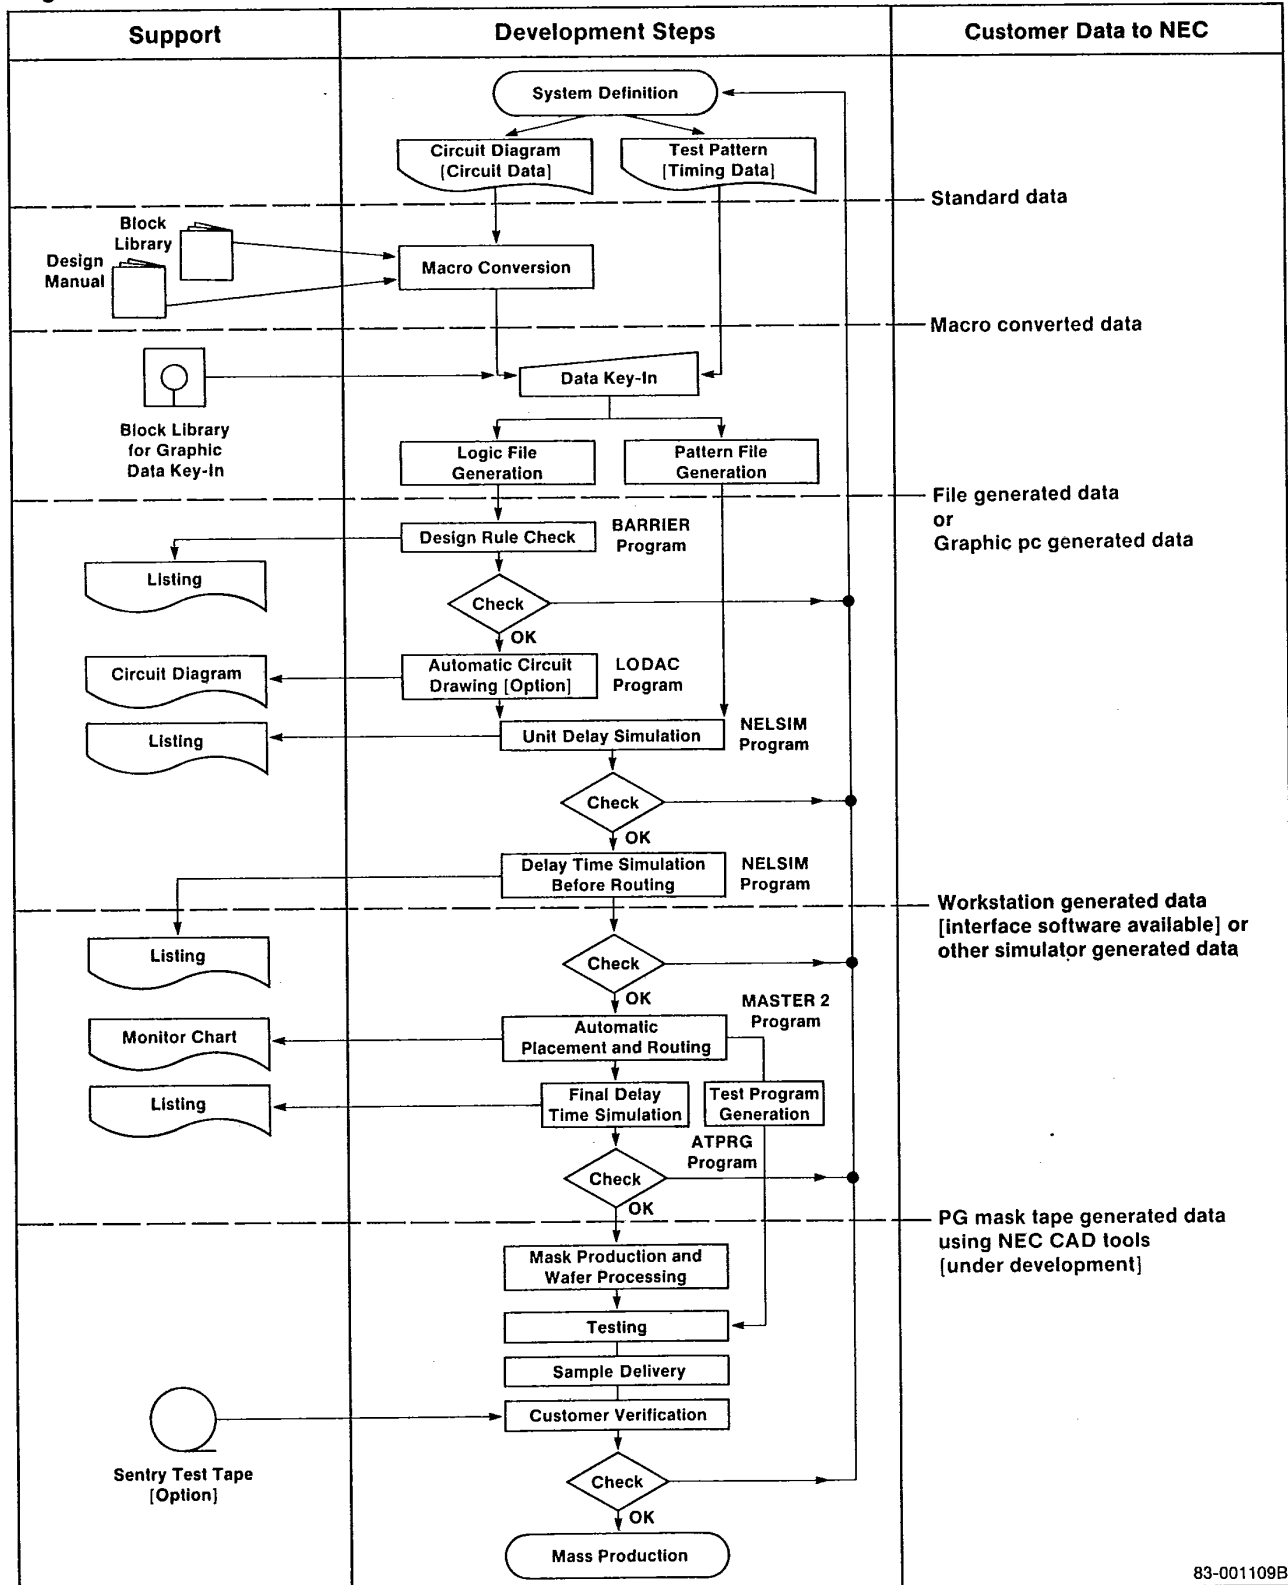 Support
Development Steps
Customer Data to NEC
System Definition
Circuit Diagram
[Circuit Data]
Test Pattern
[Timing Data]
Standard data
Block
Library
Design
Manual
Macro Conversion
Macro converted data
Data Key-In
Block Library
for Graphic
Data Key-In
Logic File
Generation
Pattern File
Generation
File generated data
or
Graphic pc generated data
Design Rule Check
BARRIER
Program
Listing
Check
OK
Circuit Diagram
Automatic Circuit
Drawing [Option]
LODAC
Program
Listing
Unit Delay Simulation
NELSIM
Program
Check
OK
Delay Time Simulation
Before Routing
NELSIM
Program
Workstation generated data
[interface software available] or
other simulator generated data
Listing
Check
OK
MASTER 2
Program
Monitor Chart
Automatic
Placement and Routing
Listing
Final Delay
Time Simulation
Test Program
Generation
ATPRG
Program
Check
OK
PG mask tape generated data
using NEC CAD tools
[under development]
Mask Production and
Wafer Processing
Testing
Sample Delivery
Customer Verification
Sentry Test Tape
[Option]
Check
OK
Mass Production
83-001109B